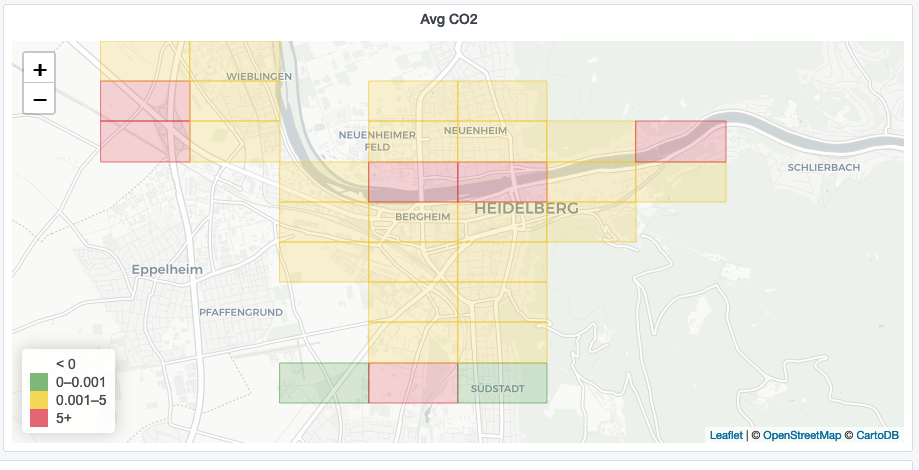 Avg CO2
+
−
WIEBLINGEN
NEUENHEIMER
FELD
NEUENHEIM
SCHLIERBACH
HEIDELBERG
BERGHEIM
Eppelheim
PFAFFENGRUND
SÜDSTADT
< 0
0–0.001
0.001–5
5+
Leaflet | © OpenStreetMap © CartoDB